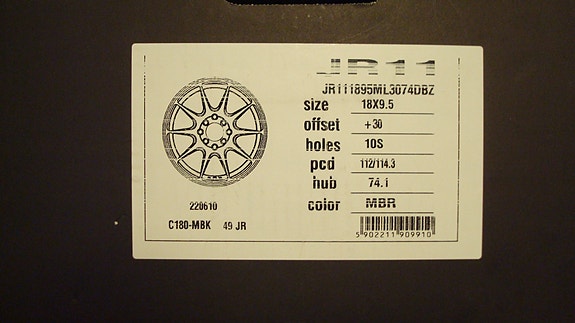 JR11
JR111895ML3074DBZ
size 18X9.5
offset +30
holes 10S
pcd 112/114.3
hub 74.1
color MBR
220610
C180-MBK 49 JR
5902211909910